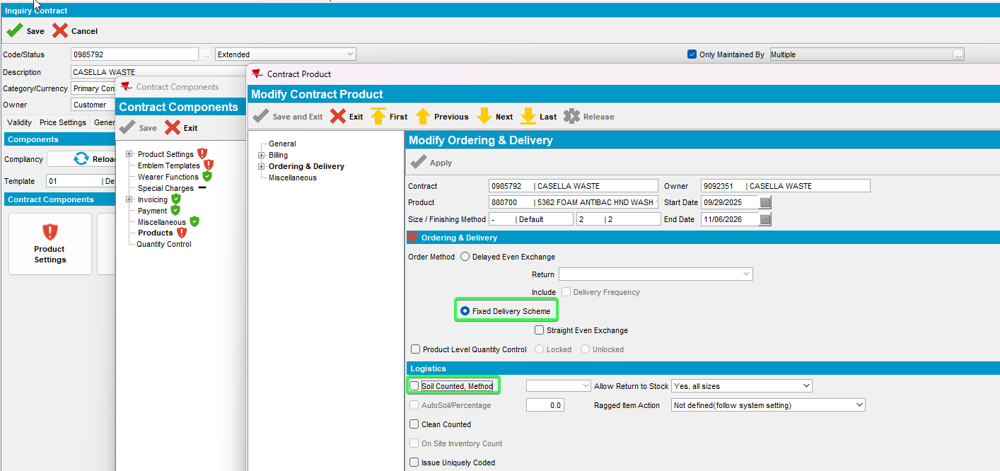 Inquiry Contract
Save Cancel
Code/Status 0985792 ... Extended Only Maintained By Multiple ...
Description CASELLA WASTE
Category/Currency Primary Con
Owner Customer
Validity Price Settings Gener
Components
Compliancy Reload
Template 01 | De
Contract Components
Product
Settings
Contract Components
Contract Components
Save Exit
Product Settings
Emblem Templates
Wearer Functions
Special Charges
Invoicing
Payment
Miscellaneous
Products
Quantity Control
Contract Product
Modify Contract Product
Save and Exit Exit First Previous Next Last Release
General
Billing
Ordering & Delivery
Miscellaneous
Modify Ordering & Delivery
Apply
Contract 0985792 | CASELLA WASTE Owner 9092351 | CASELLA WASTE
Product 880700 | 5362 FOAM ANTIBAC HND WASH Start Date 09/29/2025 16
Size / Finishing Method - | Default 2 | 2 End Date 11/06/2026 16
Ordering & Delivery
Order Method Delayed Even Exchange
Return
Include Delivery Frequency
Fixed Delivery Scheme
Straight Even Exchange
Product Level Quantity Control Locked Unlocked
Logistics
Soil Counted, Method Allow Return to Stock Yes, all sizes
AutoSoil/Percentage 0.0 Ragged Item Action Not defined(follow system setting)
Clean Counted
On Site Inventory Count
Issue Uniquely Coded